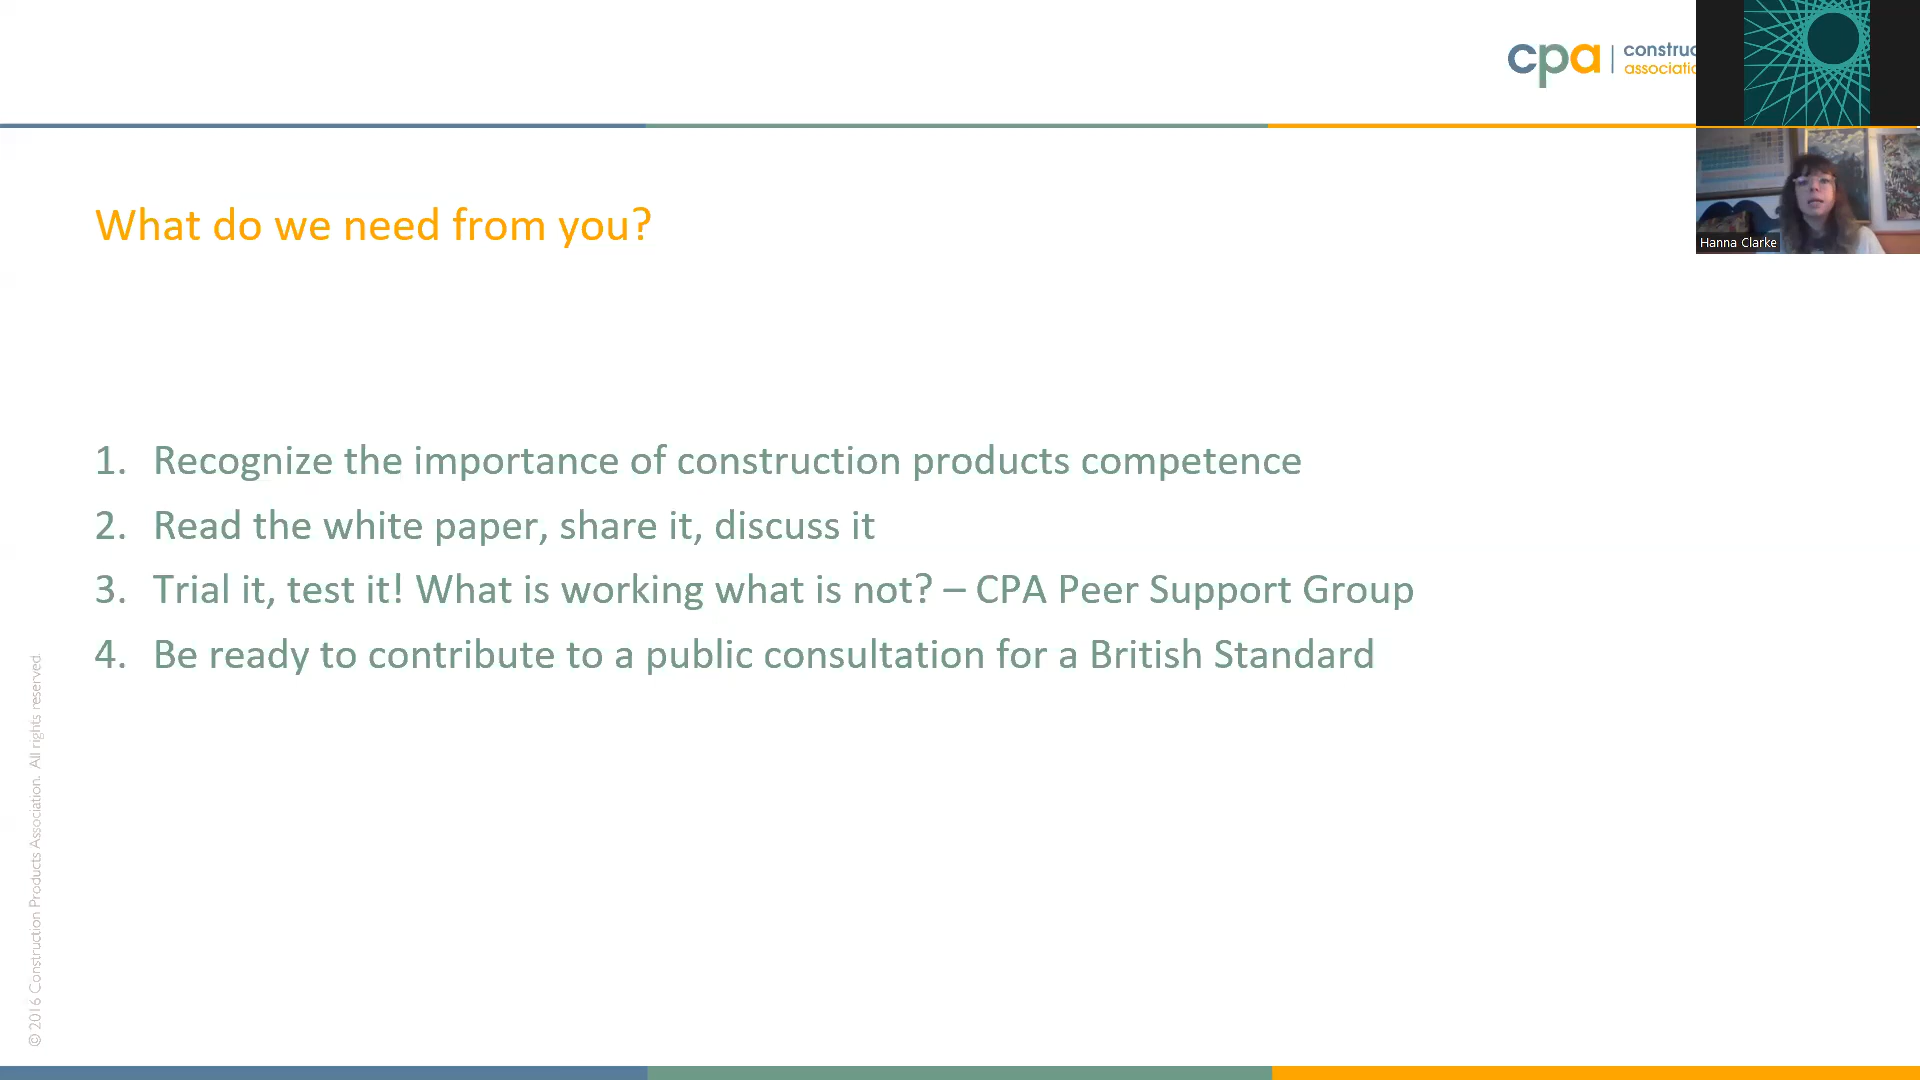 cpa
construc
associatio
Hanna Clarke
What do we need from you?
1. Recognize the importance of construction products competence
2. Read the white paper, share it, discuss it
3. Trial it, test it! What is working what is not? – CPA Peer Support Group
4. Be ready to contribute to a public consultation for a British Standard
© 2016 Construction Products Association. All rights reserved.